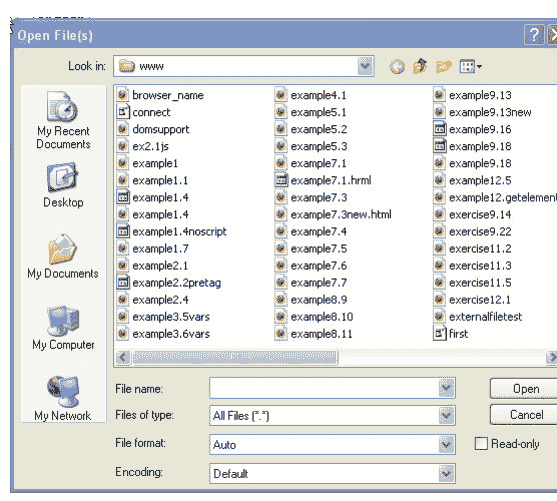 Open File(s)
Look in:
www
My Recent
Documents
Desktop
My Documents
My Computer
My Network
browser_name
connect
domsupport
ex2.1js
example1
example1.1
example1.4
example1.4
example1.4noscript
example1.7
example2.1
example2.2pretag
example2.4
example3.5vars
example3.6vars
example4.1
example5.1
example5.2
example5.3
example7.1
example7.1.hrml
example7.3
example7.3new.html
example7.4
example7.5
example7.6
example7.7
example8.9
example8.10
example8.11
example9.13
example9.13new
example9.16
example9.18
example9.18
example12.5
example12.getelement
exercise9.14
exercise9.22
exercise11.2
exercise11.3
exercise11.5
exercise12.1
externalfiletest
first
File name:
Open
Files of type:
All Files (*.*)
Cancel
File format:
Auto
Read-only
Encoding:
Default